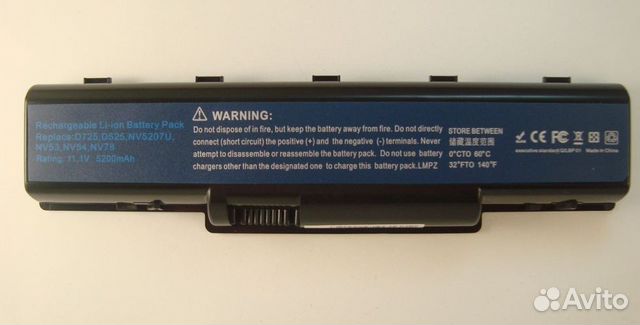 Rechargeable Li-ion Battery Pack
Replace:D725,D525,NV5207U,
NV53,NV54,NV78
Rating: 11.1V 5200mAh
WARNING:
Do not dispose of in fire, but keep the battery away from fire. Do not directly
connect (short circuit) the positive (+) and the negative (-) terminals. Never
attempt to disassemble or reassemble the battery pack. Do not use battery
chargers other than the designated one to charge this battery pack.LMPZ
STORE BETWEEN
储藏温度范围
0°CTO 60°C
32°FTO 140°F
CE FC
Made In China
Avito